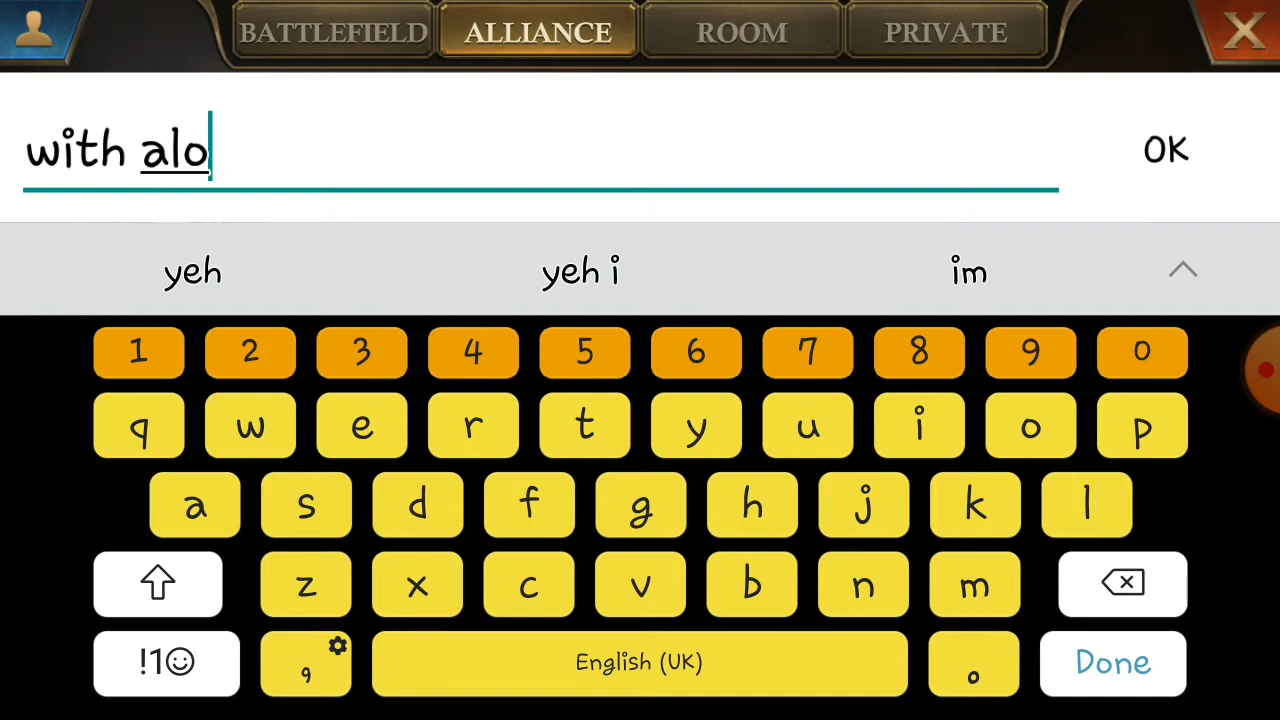 BATTLEFIELD ALLIANCE ROOM PRIVATE X
with alo OK
yeh yeh i im
1 2 3 4 5 6 7 8 9 0
q w e r t y u i o p
a s d f g h j k l
z x c v b n m
!1☺ , English (UK) . Done